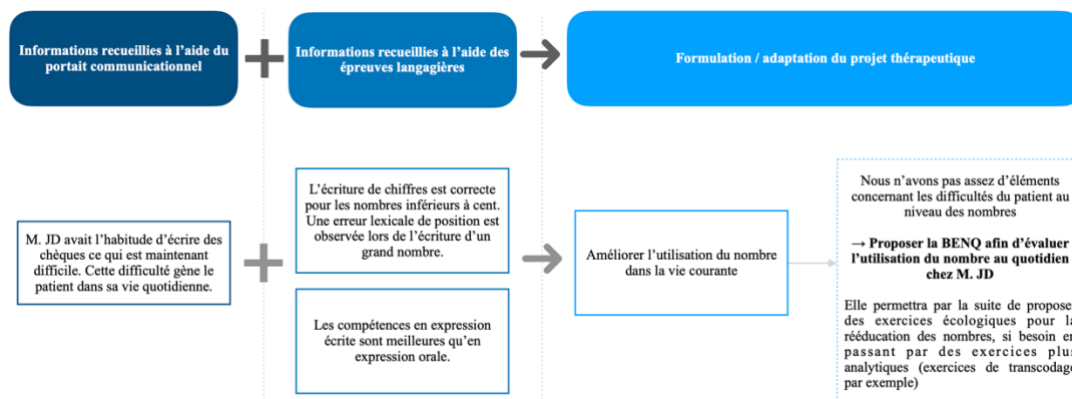 Informations recueillies à l'aide du
portait communicationnel
Informations recueillies à l'aide des
épreuves langagières
Formulation / adaptation du projet thérapeutique
M. JD avait l'habitude d'écrire des
chèques ce qui est maintenant
difficile. Cette difficulté gène le
patient dans sa vie quotidienne.
L'écriture de chiffres est correcte
pour les nombres inférieurs à cent.
Une erreur lexicale de position est
observée lors de l'écriture d'un
grand nombre.
Les compétences en expression
écrite sont meilleures qu'en
expression orale.
Améliorer l'utilisation du nombre
dans la vie courante
Nous n'avons pas assez d'éléments
concernant les difficultés du patient au
niveau des nombres
→ Proposer la BENQ afin d'évaluer
l'utilisation du nombre au quotidien
chez M. JD
Elle permettra par la suite de proposer
des exercices écologiques pour la
rééducation des nombres, si besoin en
passant par des exercices plus
analytiques (exercices de transcodage
par exemple)